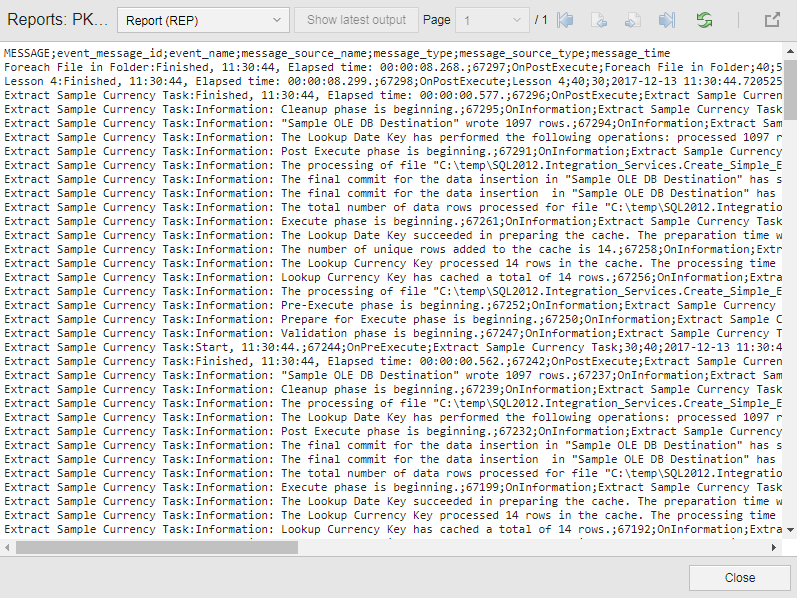 Reports: PK...
Report (REP)
Show latest output
Page
1
/ 1
MESSAGE;event_message_id;event_name;message_source_name;message_type;message_source_type;message_time
Foreach File in Folder:Finished, 11:30:44, Elapsed time: 00:00:08.268.;67297;OnPostExecute;Foreach File in Folder;40;5
Lesson 4:Finished, 11:30:44, Elapsed time: 00:00:08.299.;67298;OnPostExecute;Lesson 4;40;30;2017-12-13 11:30:44.720525
Extract Sample Currency Task:Finished, 11:30:44, Elapsed time: 00:00:00.577.;67296;OnPostExecute;Extract Sample Curren
Extract Sample Currency Task:Information: Cleanup phase is beginning.;67295;OnInformation;Extract Sample Currency Task
Extract Sample Currency Task:Information: "Sample OLE DB Destination" wrote 1097 rows.;67294;OnInformation;Extract Sam
Extract Sample Currency Task:Information: The Lookup Date Key has performed the following operations: processed 1097 r
Extract Sample Currency Task:Information: Post Execute phase is beginning.;67291;OnInformation;Extract Sample Currency
Extract Sample Currency Task:Information: The processing of file "C:\temp\SQL2012.Integration_Services.Create_Simple_E
Extract Sample Currency Task:Information: The final commit for the data insertion in "Sample OLE DB Destination" has s
Extract Sample Currency Task:Information: The final commit for the data insertion  in "Sample OLE DB Destination" has
Extract Sample Currency Task:Information: The total number of data rows processed for file "C:\temp\SQL2012.Integratio
Extract Sample Currency Task:Information: Execute phase is beginning.;67261;OnInformation;Extract Sample Currency Task
Extract Sample Currency Task:Information: The Lookup Date Key succeeded in preparing the cache. The preparation time w
Extract Sample Currency Task:Information: The number of unique rows added to the cache is 14.;67258;OnInformation;Extr
Extract Sample Currency Task:Information: The Lookup Currency Key processed 14 rows in the cache. The processing time
Extract Sample Currency Task:Information: Lookup Currency Key has cached a total of 14 rows.;67256;OnInformation;Extra
Extract Sample Currency Task:Information: The processing of file "C:\temp\SQL2012.Integration_Services.Create_Simple_E
Extract Sample Currency Task:Information: Pre-Execute phase is beginning.;67252;OnInformation;Extract Sample Currency
Extract Sample Currency Task:Information: Prepare for Execute phase is beginning.;67250;OnInformation;Extract Sample C
Extract Sample Currency Task:Information: Validation phase is beginning.;67247;OnInformation;Extract Sample Currency T
Extract Sample Currency Task:Start, 11:30:44.;67244;OnPreExecute;Extract Sample Currency Task;30;40;2017-12-13 11:30:4
Extract Sample Currency Task:Finished, 11:30:44, Elapsed time: 00:00:00.562.;67242;OnPostExecute;Extract Sample Curren
Extract Sample Currency Task:Information: "Sample OLE DB Destination" wrote 1097 rows.;67237;OnInformation;Extract Sam
Extract Sample Currency Task:Information: Cleanup phase is beginning.;67239;OnInformation;Extract Sample Currency Task
Extract Sample Currency Task:Information: The processing of file "C:\temp\SQL2012.Integration_Services.Create_Simple_E
Extract Sample Currency Task:Information: The Lookup Date Key has performed the following operations: processed 1097 r
Extract Sample Currency Task:Information: Post Execute phase is beginning.;67232;OnInformation;Extract Sample Currency
Extract Sample Currency Task:Information: The final commit for the data insertion in "Sample OLE DB Destination" has s
Extract Sample Currency Task:Information: The final commit for the data insertion  in "Sample OLE DB Destination" has
Extract Sample Currency Task:Information: The total number of data rows processed for file "C:\temp\SQL2012.Integratio
Extract Sample Currency Task:Information: Execute phase is beginning.;67199;OnInformation;Extract Sample Currency Task
Extract Sample Currency Task:Information: The Lookup Date Key succeeded in preparing the cache. The preparation time w
Extract Sample Currency Task:Information: The Lookup Currency Key processed 14 rows in the cache. The processing time
Extract Sample Currency Task:Information: Lookup Currency Key has cached a total of 14 rows.;67192;OnInformation;Extra
Close